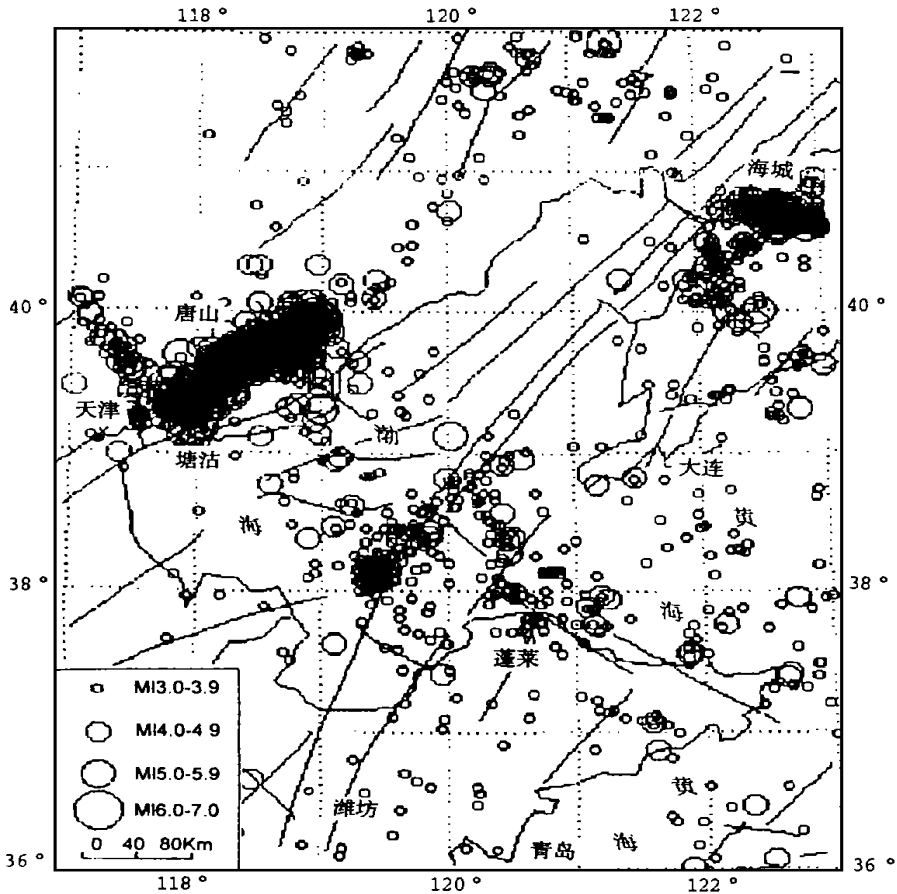 118 ° 120 ° 122 °
海城
40 ° 40 °
唐山
天津
渤
塘沽
大连
海 黄
38 ° 38 °
海
蓬莱
Ml3.0-3.9
Ml4.0-4 9
Ml5.0-5.9
Ml6.0-7.0
0 40 80Km
黄
潍坊
青岛 海
36 ° 36 °
118 ° 120 ° 122 °